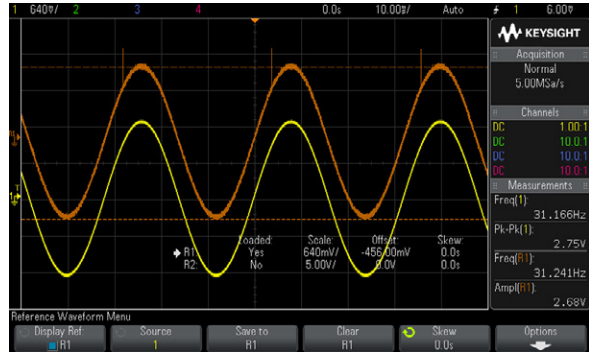 1 640♉/ 2 3 4 0.0s 10.00♉/ Auto 1 6.00♉
KEYSIGHT
Acquisition
Normal
5.00MSa/s
Channels
DC 1.00:1
DC 10.0:1
DC 10.0:1
DC 10.0:1
Measurements
Freq(1):
31.166Hz
Pk-Pk(1):
2.75V
Freq(R1):
31.241Hz
Ampl(R1):
2.68V
Loaded: Scale: Offset: Skew:
R1: Yes 640mV/ -456.00mV 0.0s
R2: No 5.00V/ 0.0V 0.0s
Reference Waveform Menu
Display Ref: Source Save to Clear Skew Options
R1 1 R1 R1 0.0s